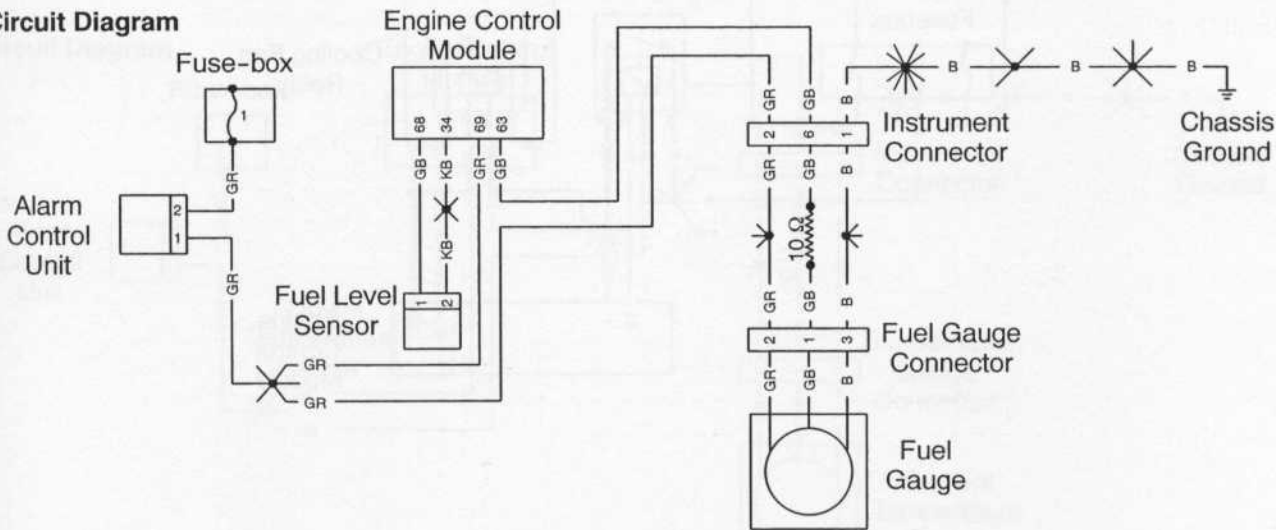 Circuit Diagram
Engine Control
Module
Fuse-box
1
68 34 69 63
GB KB GR GB
GR
Alarm
Control
Unit
2
1
GR
KB
Fuel Level
Sensor
1 2
GR
GR
GR GB B
2 6 1
Instrument
Connector
B B B
Chassis
Ground
GR GB B
10 Ω
GR GB B
2 1 3
Fuel Gauge
Connector
GR GB B
Fuel
Gauge